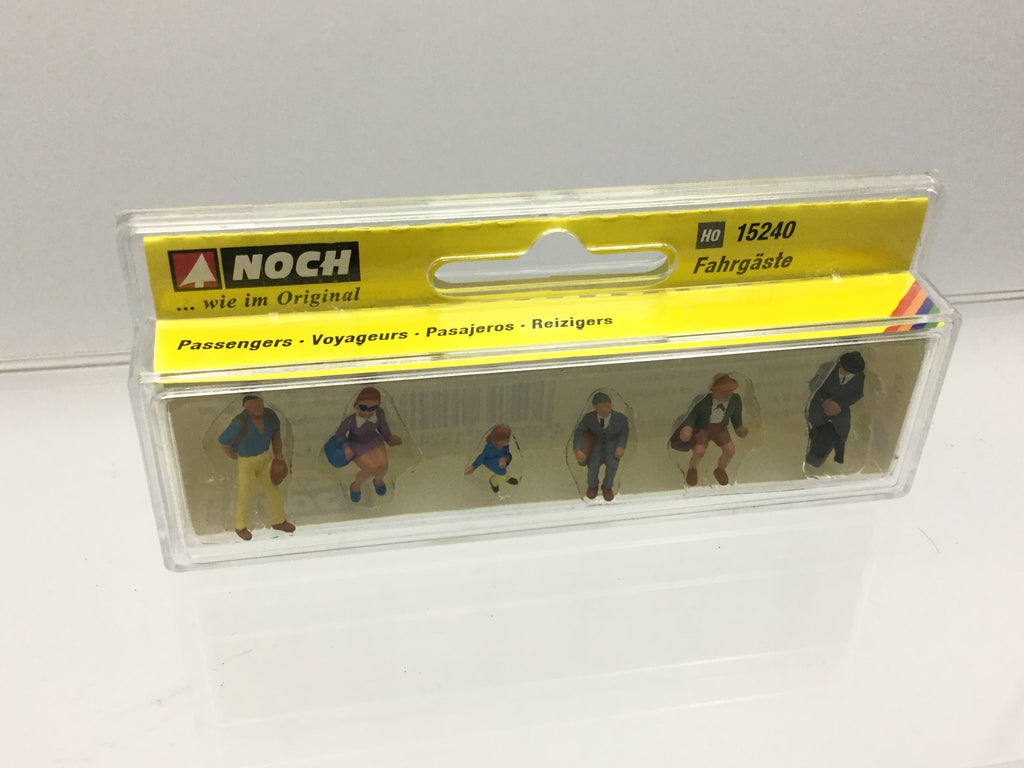 NOCH
... wie im Original
HO 15240
Fahrgäste
Passengers · Voyageurs · Pasajeros · Reizigers